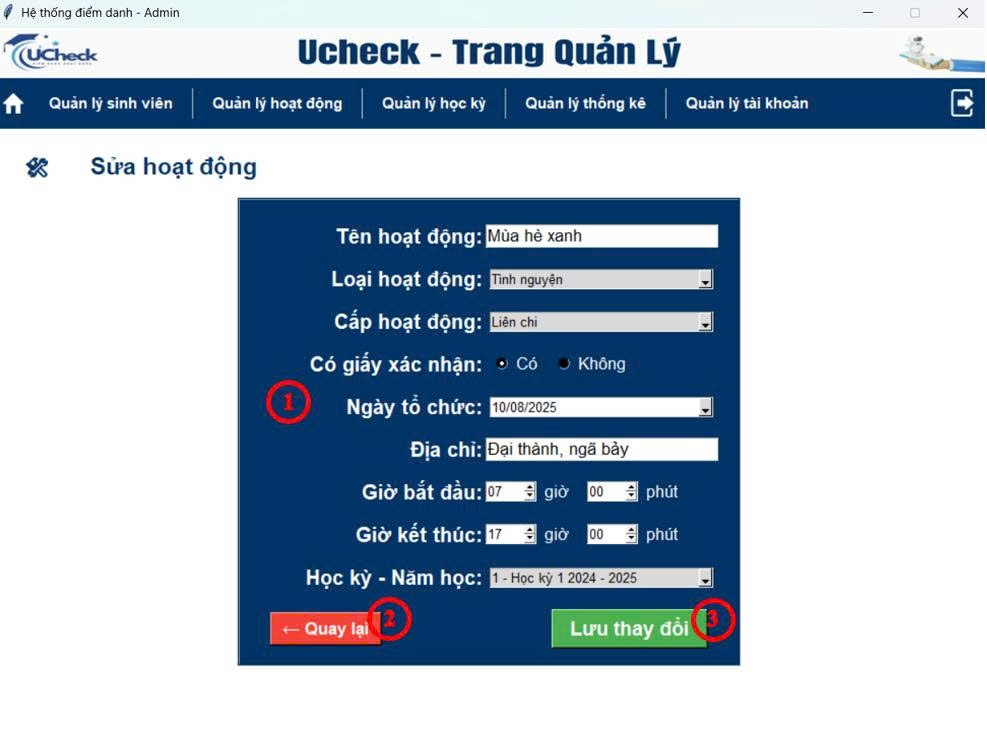 Hệ thống điểm danh - Admin
UCheck
Ucheck - Trang Quản Lý
Quản lý sinh viên Quản lý hoạt động Quản lý học kỳ Quản lý thống kê Quản lý tài khoản
Sửa hoạt động
Tên hoạt động: Mùa hè xanh
Loại hoạt động: Tình nguyện
Cấp hoạt động: Liên chi
Có giấy xác nhận: Có Không
1
Ngày tổ chức: 10/08/2025
Địa chỉ: Đại thành, ngã bảy
Giờ bắt đầu: 07 giờ 00 phút
Giờ kết thúc: 17 giờ 00 phút
Học kỳ - Năm học: 1 - Học kỳ 1 2024 - 2025
← Quay lại 2 Lưu thay đổi 3